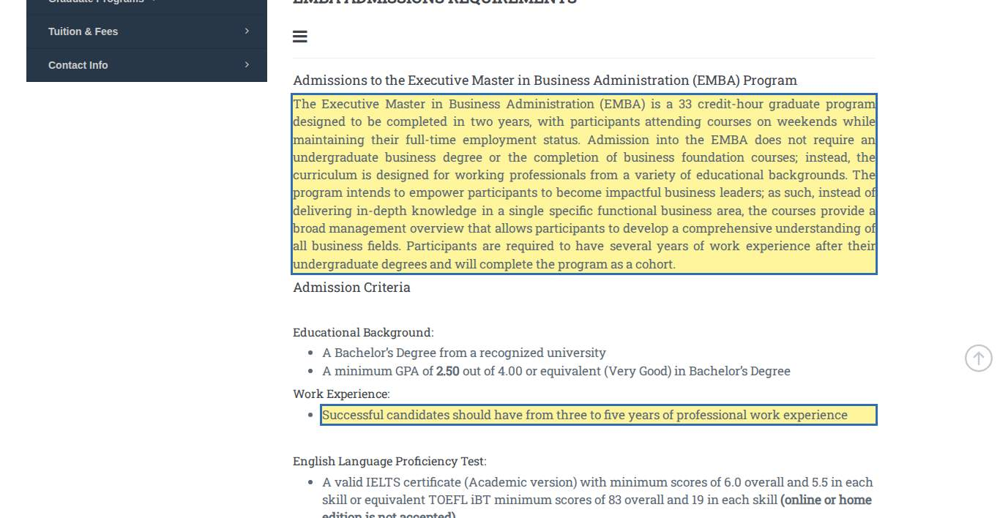 Graduate Programs
EMBA ADMISSIONS REQUIREMENTS
Tuition & Fees
Contact Info
Admissions to the Executive Master in Business Administration (EMBA) Program
The Executive Master in Business Administration (EMBA) is a 33 credit-hour graduate program
designed to be completed in two years, with participants attending courses on weekends while
maintaining their full-time employment status. Admission into the EMBA does not require an
undergraduate business degree or the completion of business foundation courses; instead, the
curriculum is designed for working professionals from a variety of educational backgrounds. The
program intends to empower participants to become impactful business leaders; as such, instead of
delivering in-depth knowledge in a single specific functional business area, the courses provide a
broad management overview that allows participants to develop a comprehensive understanding of
all business fields. Participants are required to have several years of work experience after their
undergraduate degrees and will complete the program as a cohort.
Admission Criteria
Educational Background:
A Bachelor's Degree from a recognized university
A minimum GPA of 2.50 out of 4.00 or equivalent (Very Good) in Bachelor's Degree
Work Experience:
Successful candidates should have from three to five years of professional work experience
English Language Proficiency Test:
A valid IELTS certificate (Academic version) with minimum scores of 6.0 overall and 5.5 in each
skill or equivalent TOEFL iBT minimum scores of 83 overall and 19 in each skill (online or home
edition is not accepted)